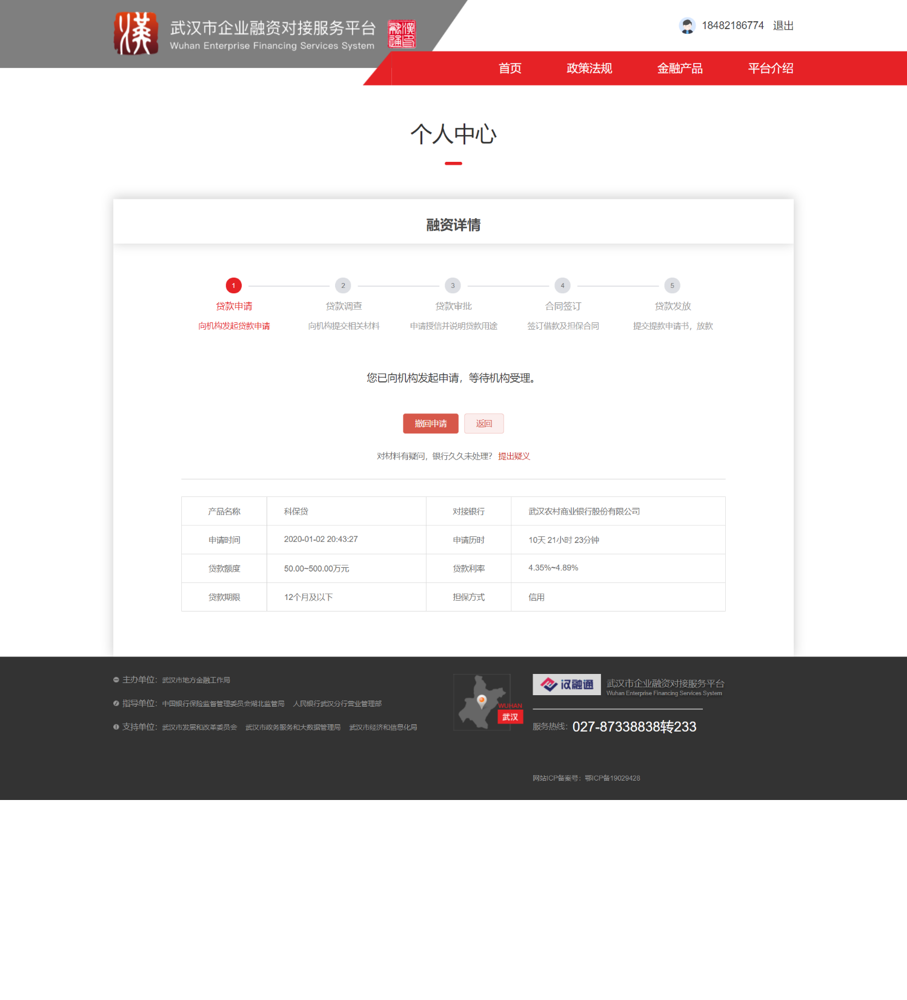 武汉市企业融资对接服务平台
Wuhan Enterprise Financing Services System
18482186774 退出
首页 政策法规 金融产品 平台介绍
个人中心
融资详情
1 2 3 4 5
贷款申请 贷款调查 贷款审批 合同签订 贷款发放
向机构发起贷款申请 向机构提交相关材料 申请授信并说明贷款用途 签订借款及担保合同 提交提款申请书，放款
您已向机构发起申请，等待机构受理。
撤回申请 返回
对材料有疑问，银行久久未处理？ 提出疑义
产品名称 科保贷 对接银行 武汉农村商业银行股份有限公司
申请时间 2020-01-02 20:43:27 申请历时 10天 21小时 23分钟
贷款额度 50.00~500.00万元 贷款利率 4.35%~4.89%
贷款期限 12个月及以下 担保方式 信用
主办单位： 武汉市地方金融工作局
指导单位： 中国银行保险监督管理委员会湖北监管局 人民银行武汉分行营业管理部
支持单位： 武汉市发展和改革委员会 武汉市政务服务和大数据管理局 武汉市经济和信息化局
WUHAN
武汉
汉融通 武汉市企业融资对接服务平台
Wuhan Enterprise Financing Services System
服务热线： 027-87338838转233
网站ICP备案号：鄂ICP备19029428